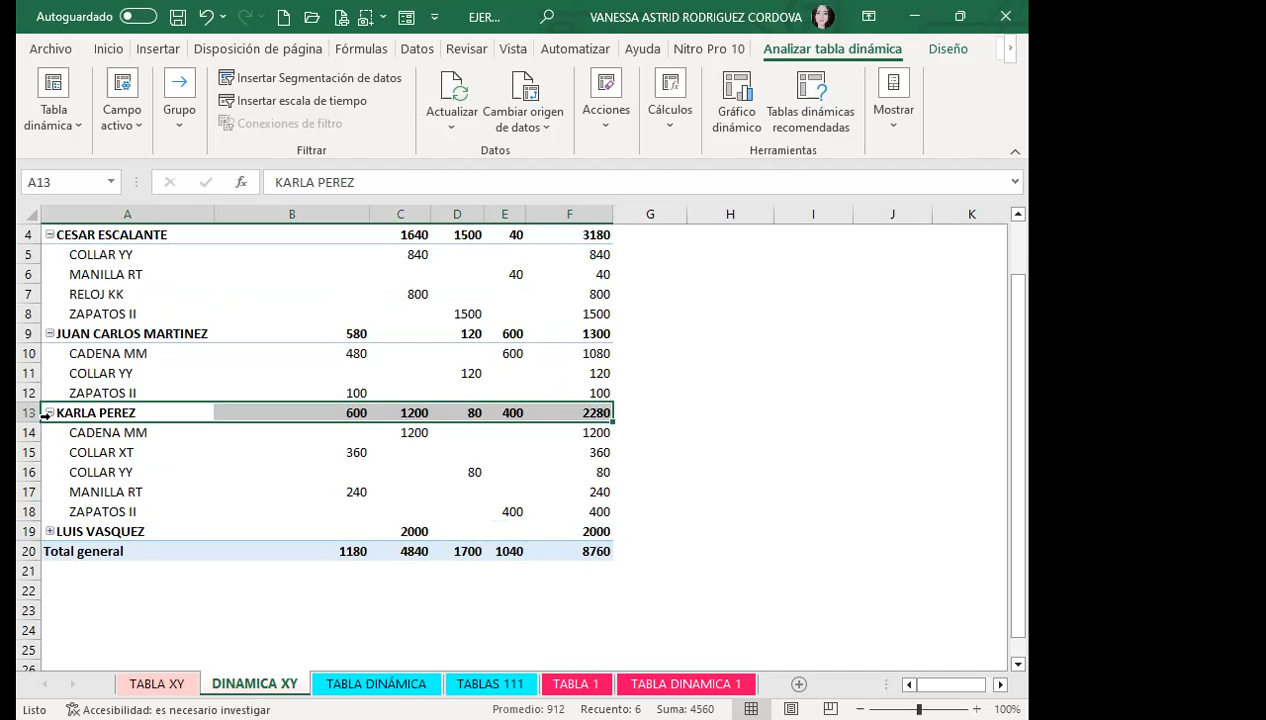 Autoguardado EJER... VANESSA ASTRID RODRIGUEZ CORDOVA
Archivo Inicio Insertar Disposición de página Fórmulas Datos Revisar Vista Automatizar Ayuda Nitro Pro 10 Analizar tabla dinámica Diseño
Tabla dinámica
Campo activo
Grupo
Insertar Segmentación de datos
Insertar escala de tiempo
Conexiones de filtro
Filtrar
Actualizar
Cambiar origen de datos
Datos
Acciones
Cálculos
Gráfico dinámico
Tablas dinámicas recomendadas
Herramientas
Mostrar
A13 fx KARLA PEREZ
A B C D E F G H I J K
4 CESAR ESCALANTE 1640 1500 40 3180
5 COLLAR YY 840 840
6 MANILLA RT 40 40
7 RELOJ KK 800 800
8 ZAPATOS II 1500 1500
9 JUAN CARLOS MARTINEZ 580 120 600 1300
10 CADENA MM 480 600 1080
11 COLLAR YY 120 120
12 ZAPATOS II 100 100
13 KARLA PEREZ 600 1200 80 400 2280
14 CADENA MM 1200 1200
15 COLLAR XT 360 360
16 COLLAR YY 80 80
17 MANILLA RT 240 240
18 ZAPATOS II 400 400
19 LUIS VASQUEZ 2000 2000
20 Total general 1180 4840 1700 1040 8760
21
22
23
24
25
26
TABLA XY DINAMICA XY TABLA DINÁMICA TABLAS 111 TABLA 1 TABLA DINAMICA 1
Listo Accesibilidad: es necesario investigar Promedio: 912 Recuento: 6 Suma: 4560 100%